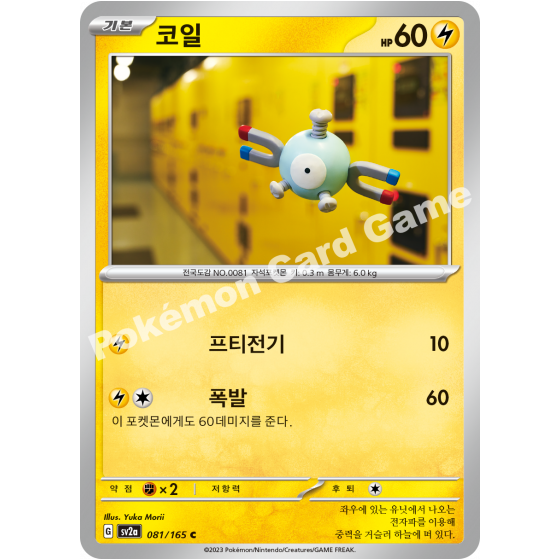 기본 코일 HP 60
Pokémon Card Game
전국도감 NO.0081 자석포켓몬 키: 0.3 m 몸무게: 6.0 kg
프티전기 10
폭발 60
이 포켓몬에게도 60데미지를 준다.
약점 ×2 저항력 후퇴
Illus. Yuka Morii
좌우에 있는 유닛에서 나오는
전자파를 이용해
중력을 거슬러 하늘에 떠 있다.
G sv2a 081/165 C
©2023 Pokémon/Nintendo/Creatures/GAME FREAK.